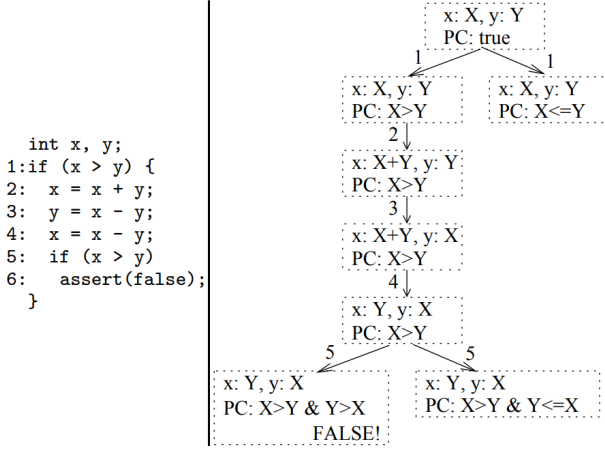 int x, y;
1:if (x > y) {
2: x = x + y;
3: y = x - y;
4: x = x - y;
5: if (x > y)
6: assert(false);
}
x: X, y: Y
PC: true
1
1
x: X, y: Y
PC: X>Y
x: X, y: Y
PC: X<=Y
2
x: X+Y, y: Y
PC: X>Y
3
x: X+Y, y: X
PC: X>Y
4
x: Y, y: X
PC: X>Y
5
5
x: Y, y: X
PC: X>Y & Y>X
FALSE!
x: Y, y: X
PC: X>Y & Y<=X